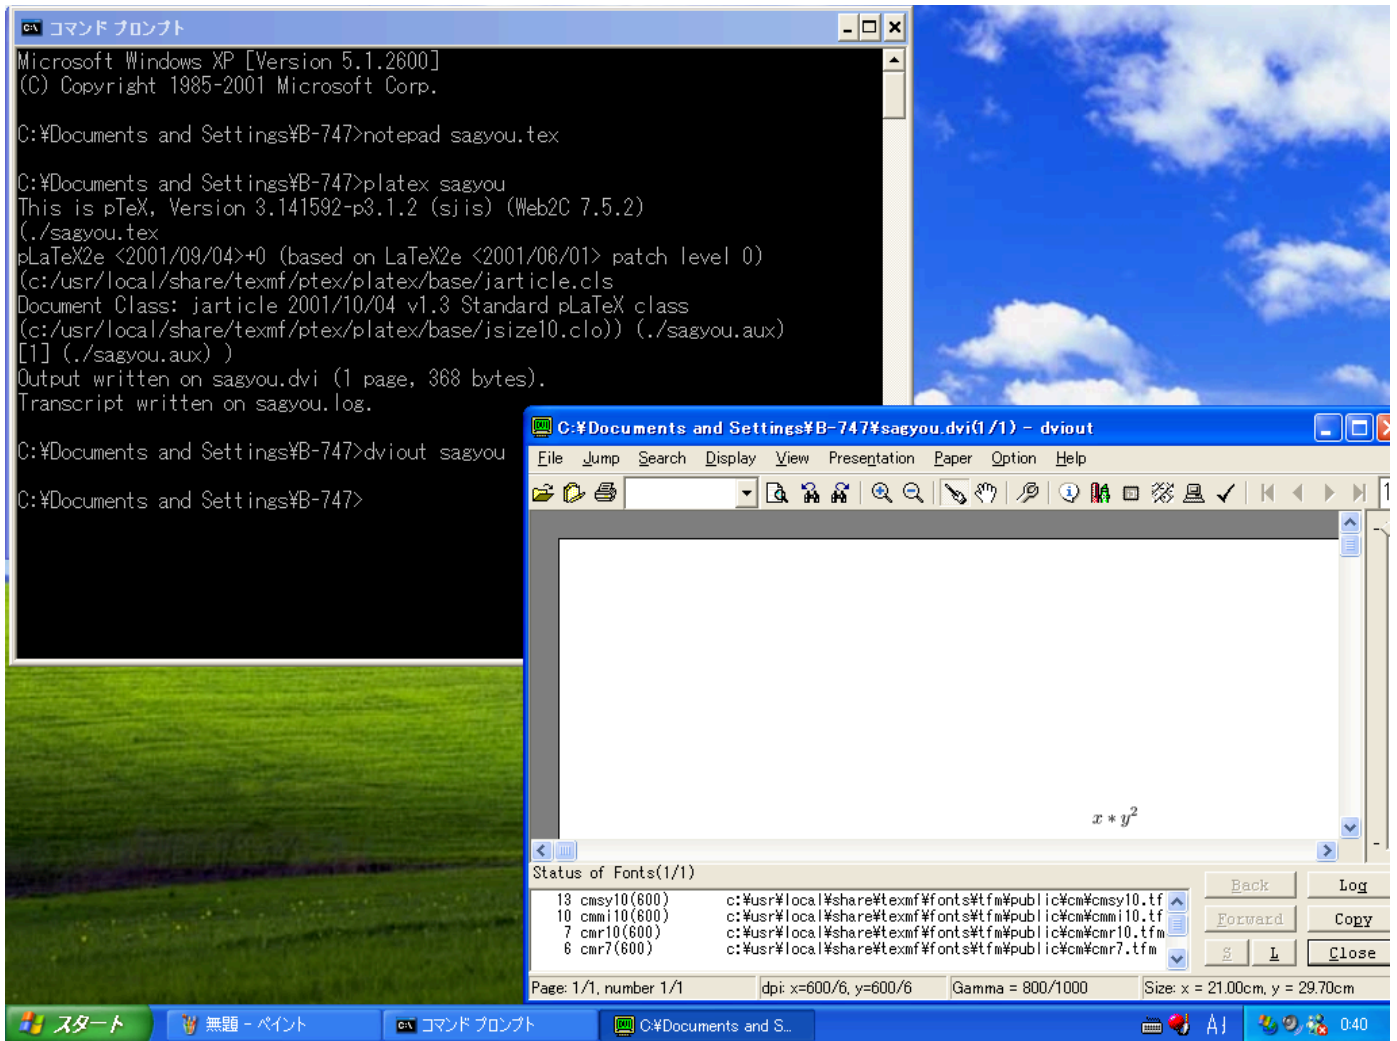 コマンド プロンプト
Microsoft Windows XP [Version 5.1.2600]
(C) Copyright 1985-2001 Microsoft Corp.
C:¥Documents and Settings¥B-747>notepad sagyou.tex
C:¥Documents and Settings¥B-747>platex sagyou
This is pTeX, Version 3.141592-p3.1.2 (sjis) (Web2C 7.5.2)
(./sagyou.tex
pLaTeX2e <2001/09/04>+0 (based on LaTeX2e <2001/06/01> patch level 0)
(c:/usr/local/share/texmf/ptex/platex/base/jarticle.cls
Document Class: jarticle 2001/10/04 v1.3 Standard pLaTeX class
(c:/usr/local/share/texmf/ptex/platex/base/jsize10.clo)) (./sagyou.aux)
[1] (./sagyou.aux) )
Output written on sagyou.dvi (1 page, 368 bytes).
Transcript written on sagyou.log.
C:¥Documents and Settings¥B-747>dviout sagyou
C:¥Documents and Settings¥B-747>
C:¥Documents and Settings¥B-747¥sagyou.dvi(1/1) - dviout
File Jump Search Display View Presentation Paper Option Help
1
x * y²
Status of Fonts(1/1)
13 cmsy10(600) c:¥usr¥local¥share¥texmf¥fonts¥tfm¥public¥cm¥cmsy10.tf
10 cmmi10(600) c:¥usr¥local¥share¥texmf¥fonts¥tfm¥public¥cm¥cmmi10.tf
7 cmr10(600) c:¥usr¥local¥share¥texmf¥fonts¥tfm¥public¥cm¥cmr10.tfm
6 cmr7(600) c:¥usr¥local¥share¥texmf¥fonts¥tfm¥public¥cm¥cmr7.tfm
Back Log
Forward Copy
S L Close
Page: 1/1, number 1/1 dpi: x=600/6, y=600/6 Gamma = 800/1000 Size: x = 21.00cm, y = 29.70cm
スタート 無題 - ペイント コマンド プロンプト C:¥Documents and S... 0:40